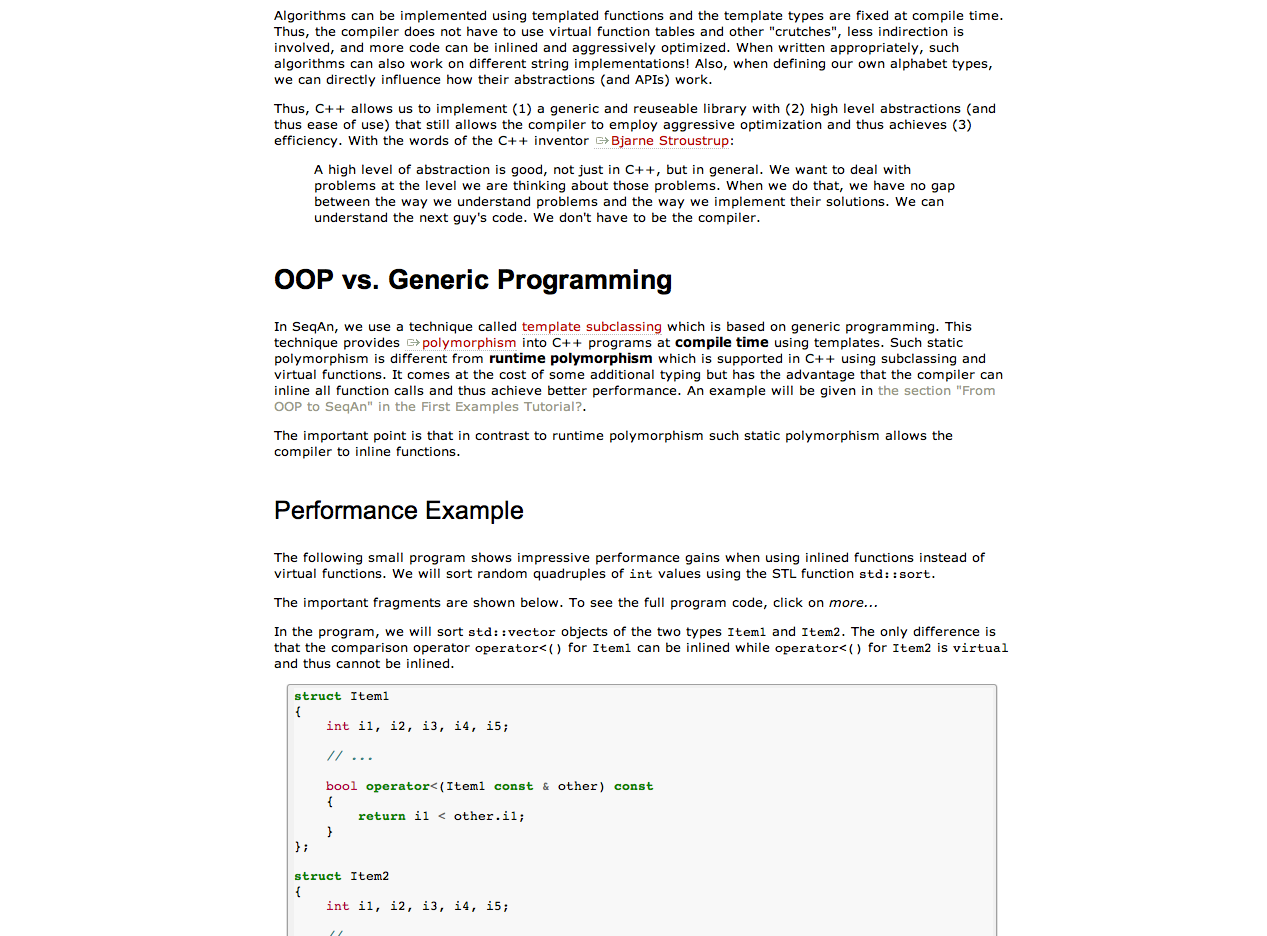 Algorithms can be implemented using templated functions and the template types are fixed at compile time.
Thus, the compiler does not have to use virtual function tables and other "crutches", less indirection is
involved, and more code can be inlined and aggressively optimized. When written appropriately, such
algorithms can also work on different string implementations! Also, when defining our own alphabet types,
we can directly influence how their abstractions (and APIs) work.
Thus, C++ allows us to implement (1) a generic and reuseable library with (2) high level abstractions (and
thus ease of use) that still allows the compiler to employ aggressive optimization and thus achieves (3)
efficiency. With the words of the C++ inventor Bjarne Stroustrup:
A high level of abstraction is good, not just in C++, but in general. We want to deal with
problems at the level we are thinking about those problems. When we do that, we have no gap
between the way we understand problems and the way we implement their solutions. We can
understand the next guy's code. We don't have to be the compiler.
OOP vs. Generic Programming
In SeqAn, we use a technique called template subclassing which is based on generic programming. This
technique provides polymorphism into C++ programs at compile time using templates. Such static
polymorphism is different from runtime polymorphism which is supported in C++ using subclassing and
virtual functions. It comes at the cost of some additional typing but has the advantage that the compiler can
inline all function calls and thus achieve better performance. An example will be given in the section "From
OOP to SeqAn" in the First Examples Tutorial?.
The important point is that in contrast to runtime polymorphism such static polymorphism allows the
compiler to inline functions.
Performance Example
The following small program shows impressive performance gains when using inlined functions instead of
virtual functions. We will sort random quadruples of int values using the STL function std::sort.
The important fragments are shown below. To see the full program code, click on more...
In the program, we will sort std::vector objects of the two types Item1 and Item2. The only difference is
that the comparison operator operator<() for Item1 can be inlined while operator<() for Item2 is virtual
and thus cannot be inlined.
struct Item1
{
    int i1, i2, i3, i4, i5;
    // ...
    bool operator<(Item1 const & other) const
    {
        return i1 < other.i1;
    }
};
struct Item2
{
    int i1, i2, i3, i4, i5;
    //